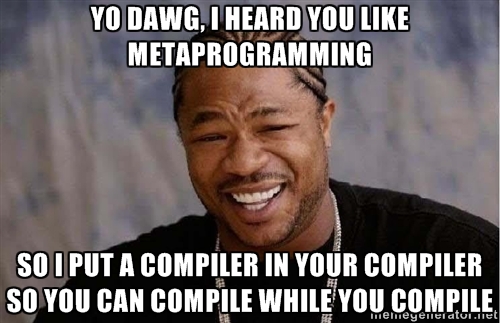 YO DAWG, I HEARD YOU LIKE
METAPROGRAMMING
SO I PUT A COMPILER IN YOUR COMPILER
SO YOU CAN COMPILE WHILE YOU COMPILE
memegenerator.net